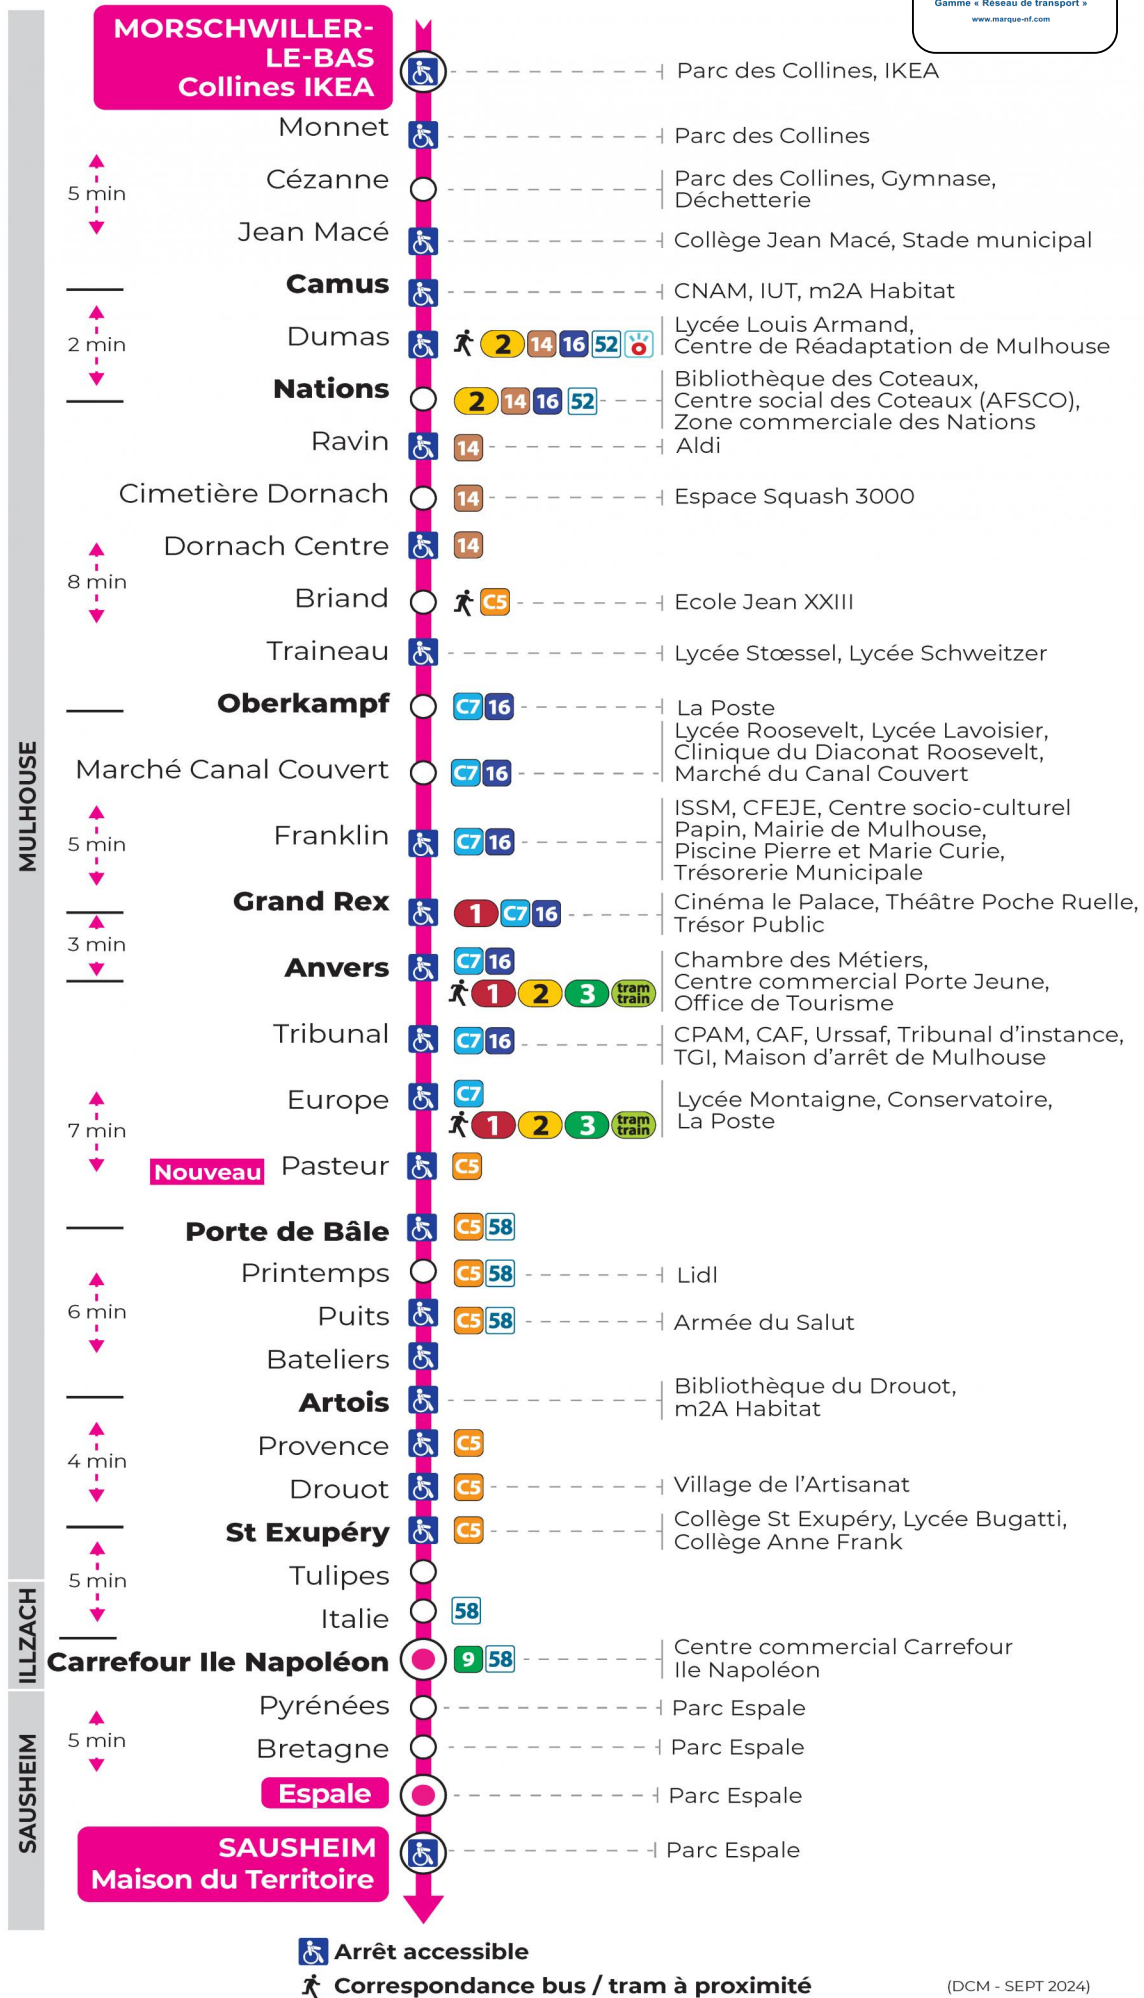 Gamme « Réseau de transport »
www.marque-nf.com
MORSCHWILLER-
LE-BAS
Collines IKEA
Parc des Collines, IKEA
Monnet
Parc des Collines
5 min
Cézanne
Parc des Collines, Gymnase,
Déchetterie
Jean Macé
Collège Jean Macé, Stade municipal
Camus
CNAM, IUT, m2A Habitat
2 min
Dumas
2 14 16 52
Lycée Louis Armand,
Centre de Réadaptation de Mulhouse
Nations
2 14 16 52
Bibliothèque des Coteaux,
Centre social des Coteaux (AFSCO),
Zone commerciale des Nations
Ravin
14
Aldi
Cimetière Dornach
14
Espace Squash 3000
Dornach Centre
14
8 min
Briand
C5
Ecole Jean XXIII
Traineau
Lycée Stœssel, Lycée Schweitzer
Oberkampf
C7 16
La Poste
MULHOUSE
Marché Canal Couvert
C7 16
Lycée Roosevelt, Lycée Lavoisier,
Clinique du Diaconat Roosevelt,
Marché du Canal Couvert
5 min
Franklin
C7 16
ISSM, CFEJE, Centre socio-culturel
Papin, Mairie de Mulhouse,
Piscine Pierre et Marie Curie,
Trésorerie Municipale
Grand Rex
1 C7 16
Cinéma le Palace, Théâtre Poche Ruelle,
Trésor Public
3 min
Anvers
C7 16
1 2 3 tram train
Chambre des Métiers,
Centre commercial Porte Jeune,
Office de Tourisme
Tribunal
C7 16
CPAM, CAF, Urssaf, Tribunal d'instance,
TGI, Maison d'arrêt de Mulhouse
7 min
Europe
C7
1 2 3 tram train
Lycée Montaigne, Conservatoire,
La Poste
Nouveau
Pasteur
C5
Porte de Bâle
C5 58
Printemps
C5 58
Lidl
6 min
Puits
C5 58
Armée du Salut
Bateliers
Artois
Bibliothèque du Drouot,
m2A Habitat
4 min
Provence
C5
Drouot
C5
Village de l'Artisanat
St Exupéry
C5
Collège St Exupéry, Lycée Bugatti,
Collège Anne Frank
5 min
Tulipes
ILLZACH
Italie
58
Carrefour Ile Napoléon
9 58
Centre commercial Carrefour
Ile Napoléon
SAUSHEIM
Pyrénées
Parc Espale
5 min
Bretagne
Parc Espale
Espale
Parc Espale
SAUSHEIM
Maison du Territoire
Parc Espale
Arrêt accessible
Correspondance bus / tram à proximité
(DCM - SEPT 2024)